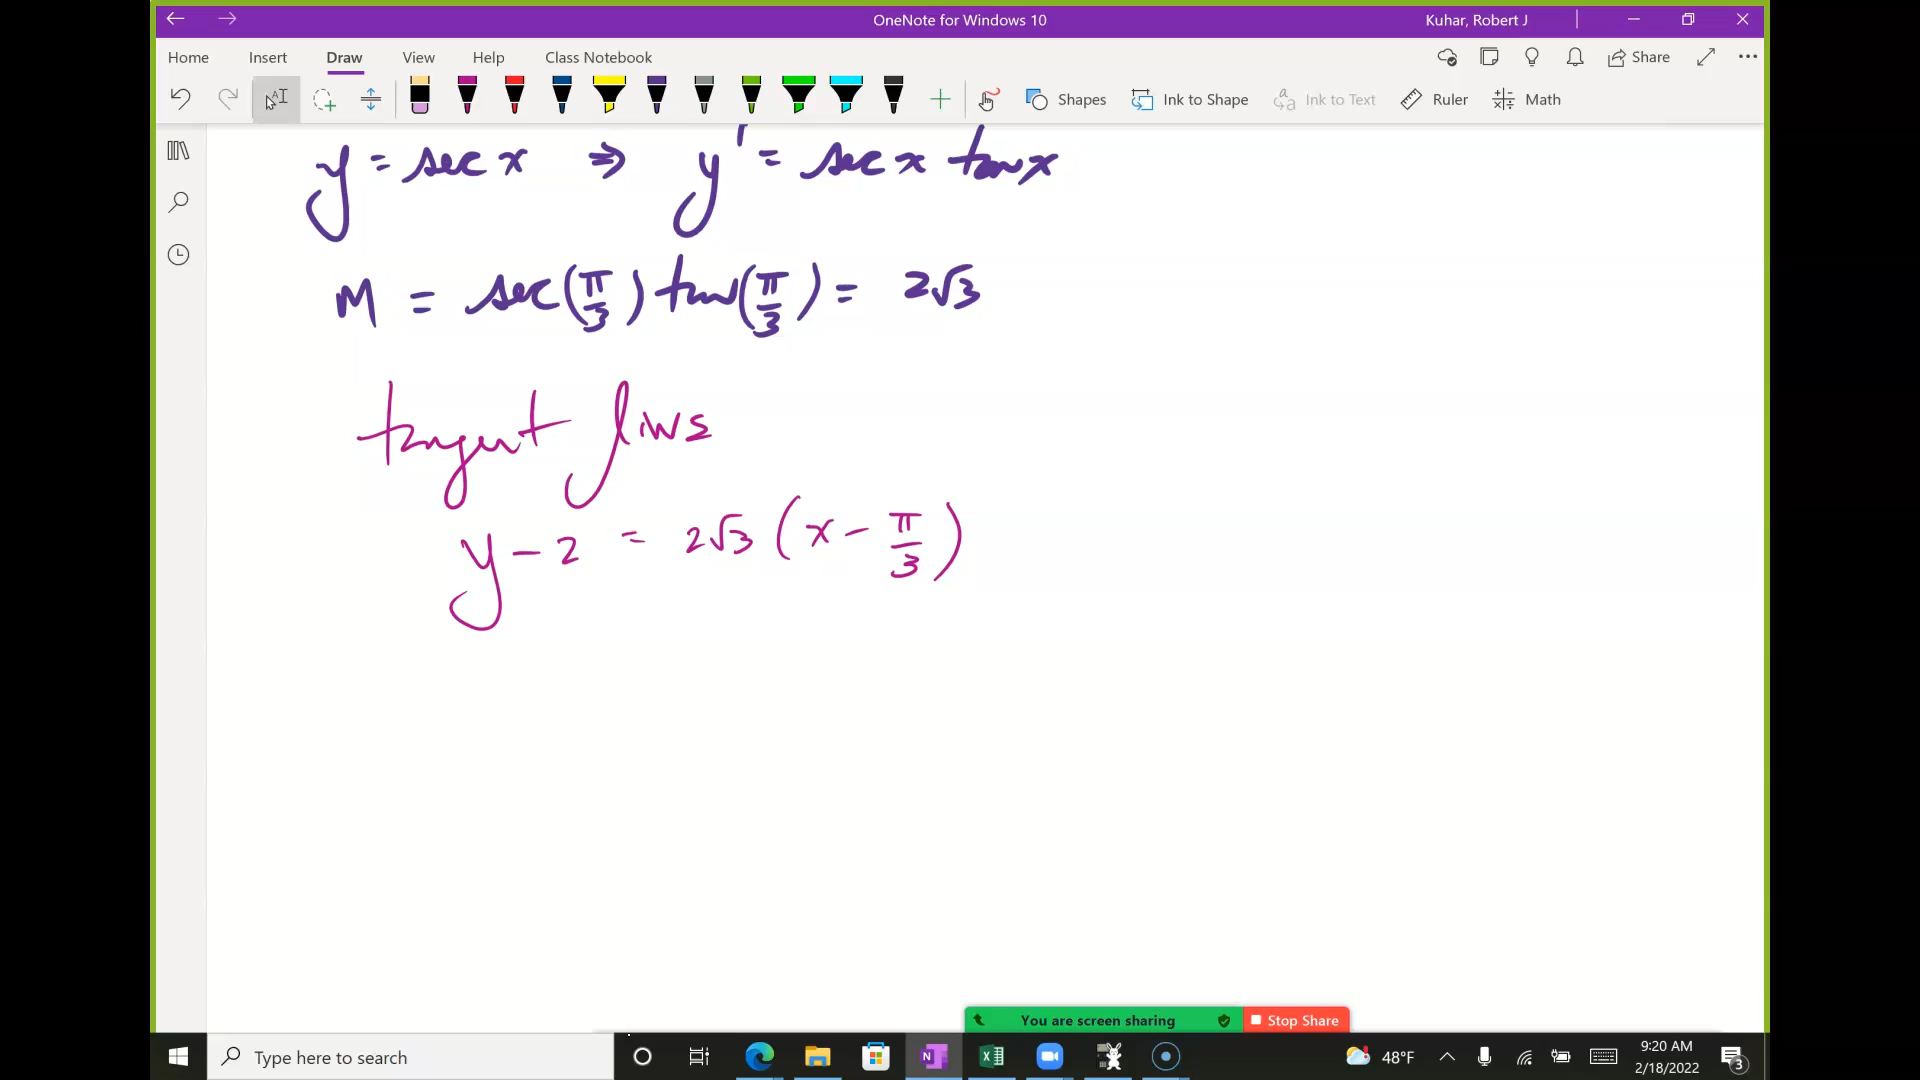 OneNote for Windows 10
Kuhar, Robert J
Home Insert Draw View Help Class Notebook Share
Shapes Ink to Shape Ink to Text Ruler Math
y = sec x ⇒ y' = sec x tan x
M = sec(π/3) tan(π/3) = 2√3
tangent line
y - 2 = 2√3 (x - π/3)
You are screen sharing Stop Share
Type here to search
48°F
9:20 AM
2/18/2022
3